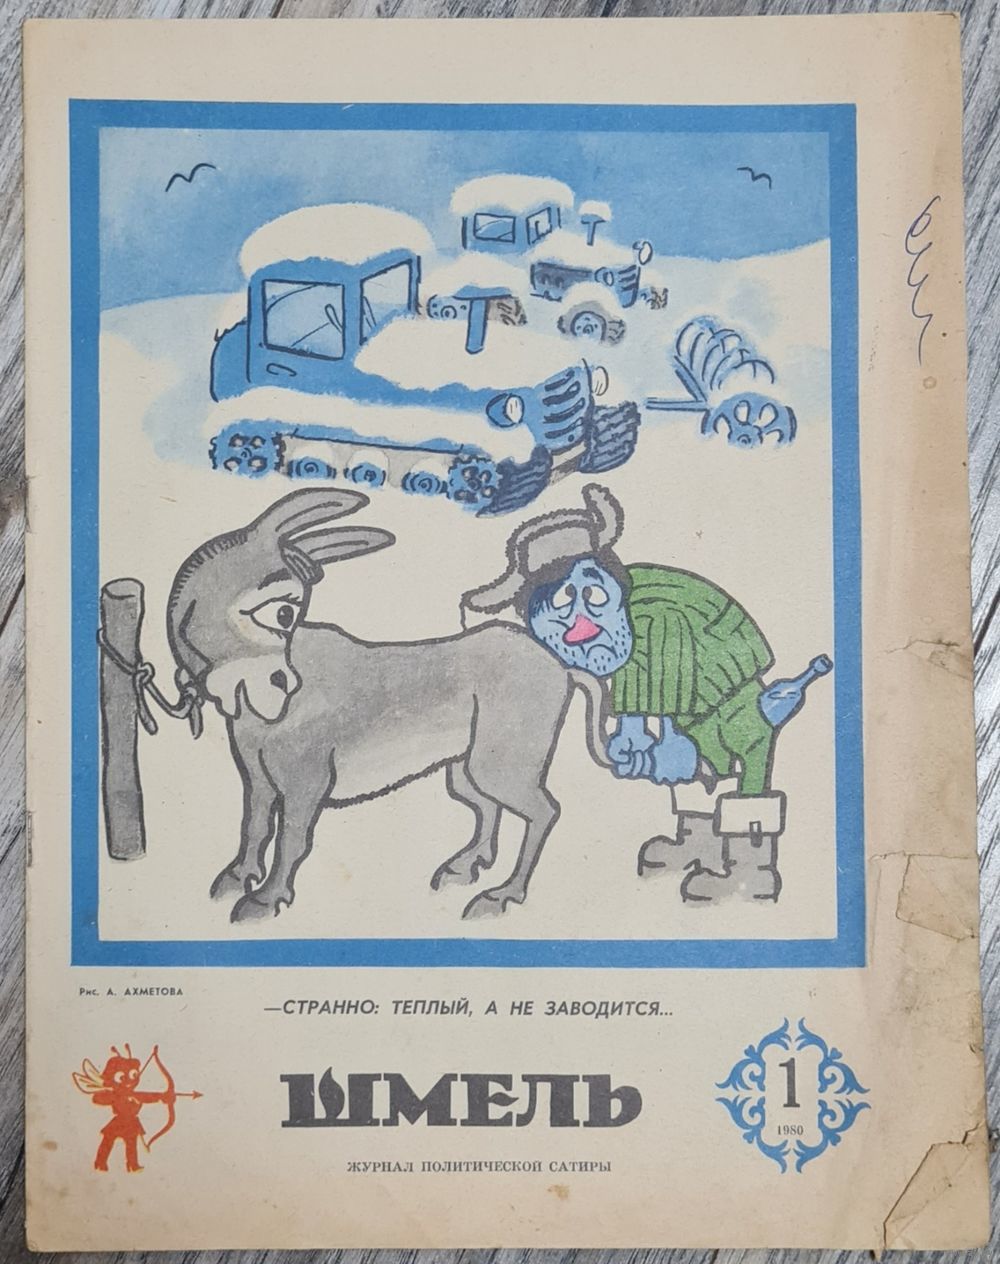 Рис. А. АХМЕТОВА
—СТРАННО: ТЕПЛЫЙ, А НЕ ЗАВОДИТСЯ...
ШМЕЛЬ
1
1980
ЖУРНАЛ ПОЛИТИЧЕСКОЙ САТИРЫ